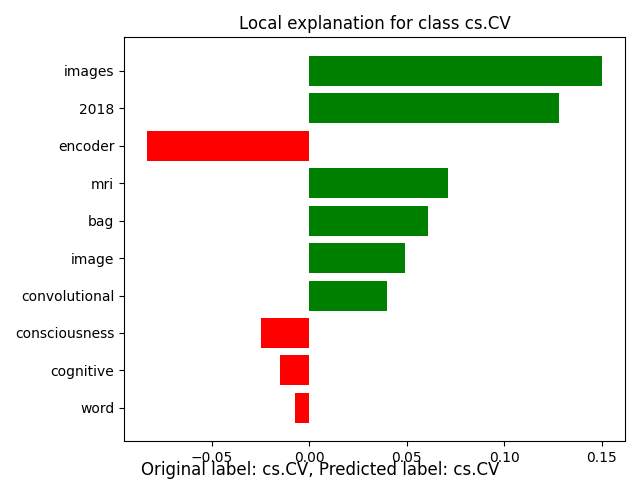 Local explanation for class cs.CV
images
2018
encoder
mri
bag
image
convolutional
consciousness
cognitive
word
−0.05 0.00 0.05 0.10 0.15
Original label: cs.CV, Predicted label: cs.CV